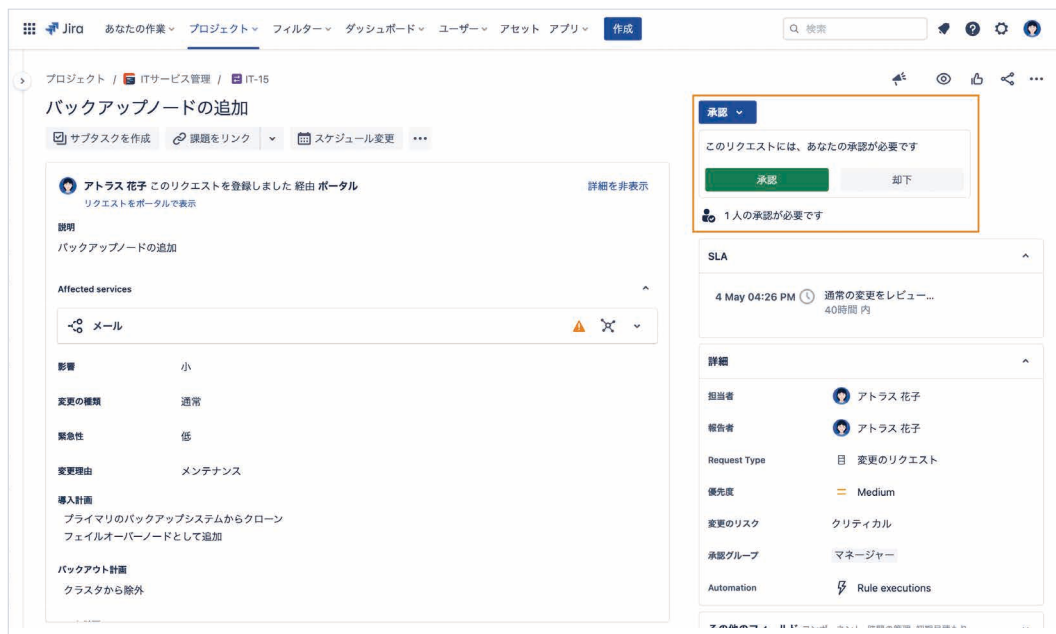 Jira あなたの作業 プロジェクト フィルター ダッシュボード ユーザー アセット アプリ 作成 検索
プロジェクト / ITサービス管理 / IT-15
バックアップノードの追加
サブタスクを作成 課題をリンク スケジュール変更
アトラス 花子 このリクエストを登録しました 経由 ポータル 詳細を非表示
リクエストをポータルで表示
説明
バックアップノードの追加
Affected services
メール
影響 小
変更の種類 通常
緊急性 低
変更理由 メンテナンス
導入計画
プライマリのバックアップシステムからクローン
フェイルオーバーノードとして追加
バックアウト計画
クラスタから除外
承認
このリクエストには、あなたの承認が必要です
承認 却下
1 人の承認が必要です
SLA
4 May 04:26 PM 通常の変更をレビュー...
40時間 内
詳細
担当者 アトラス 花子
報告者 アトラス 花子
Request Type 変更のリクエスト
優先度 Medium
変更のリスク クリティカル
承認グループ マネージャー
Automation Rule executions
その他のフィールド